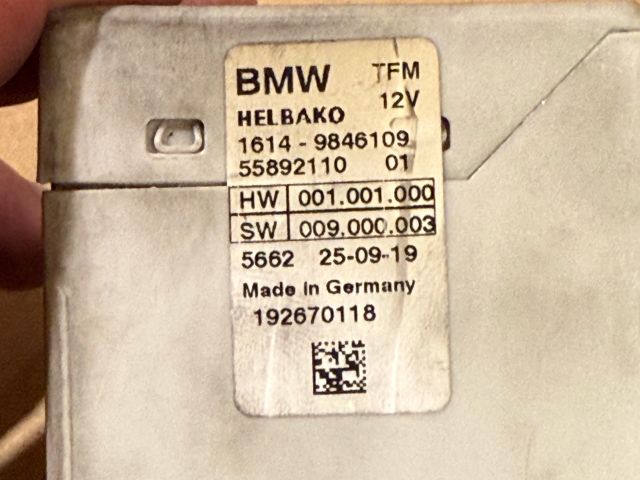 BMW TFM
12V
HELBAKO
1614 - 9846109
55892110 01
HW 001.001.000
SW 009.000.003
5662 25-09-19
Made in Germany
192670118